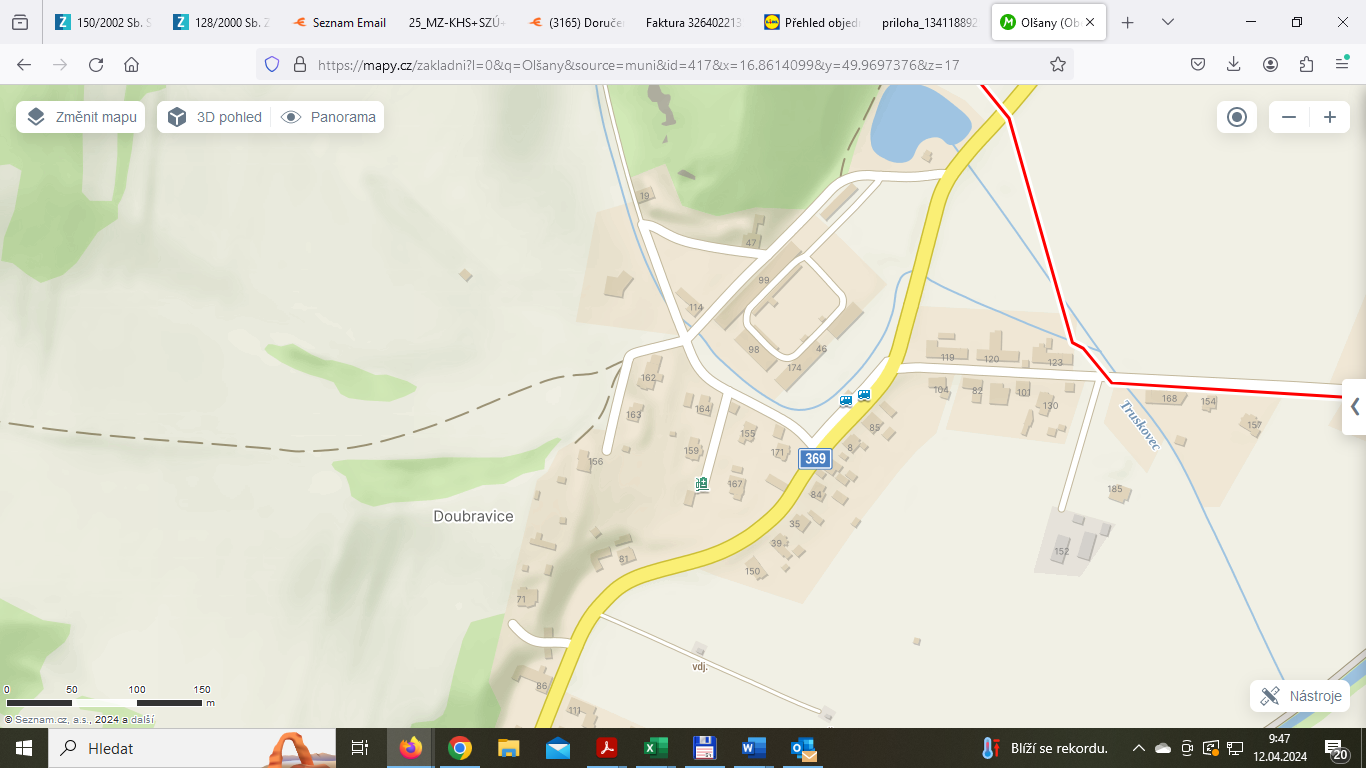 150/2002 Sb. S
128/2000 Sb. Z
Seznam Email
25_MZ-KHS+SZÚ+
(3165) Doruče
Faktura 326402213
Přehled objed
priloha_134118892
Olšany (Ob
https://mapy.cz/zakladni?l=0&q=Olšany&source=muni&id=417&x=16.8614099&y=49.9697376&z=17
Změnit mapu
3D pohled
Panorama
19
47
99
114
98
46
174
119
120
123
162
104
82
101
130
168
154
163
164
157
155
85
Truskovec
159
171
8
369
156
167
185
84
Doubravice
35
39
152
81
150
71
vdj.
86
111
0 50 100 150 m
© Seznam.cz, a.s., 2024 a další
Nástroje
Hledat
Blíží se rekordu.
9:47
12.04.2024
20